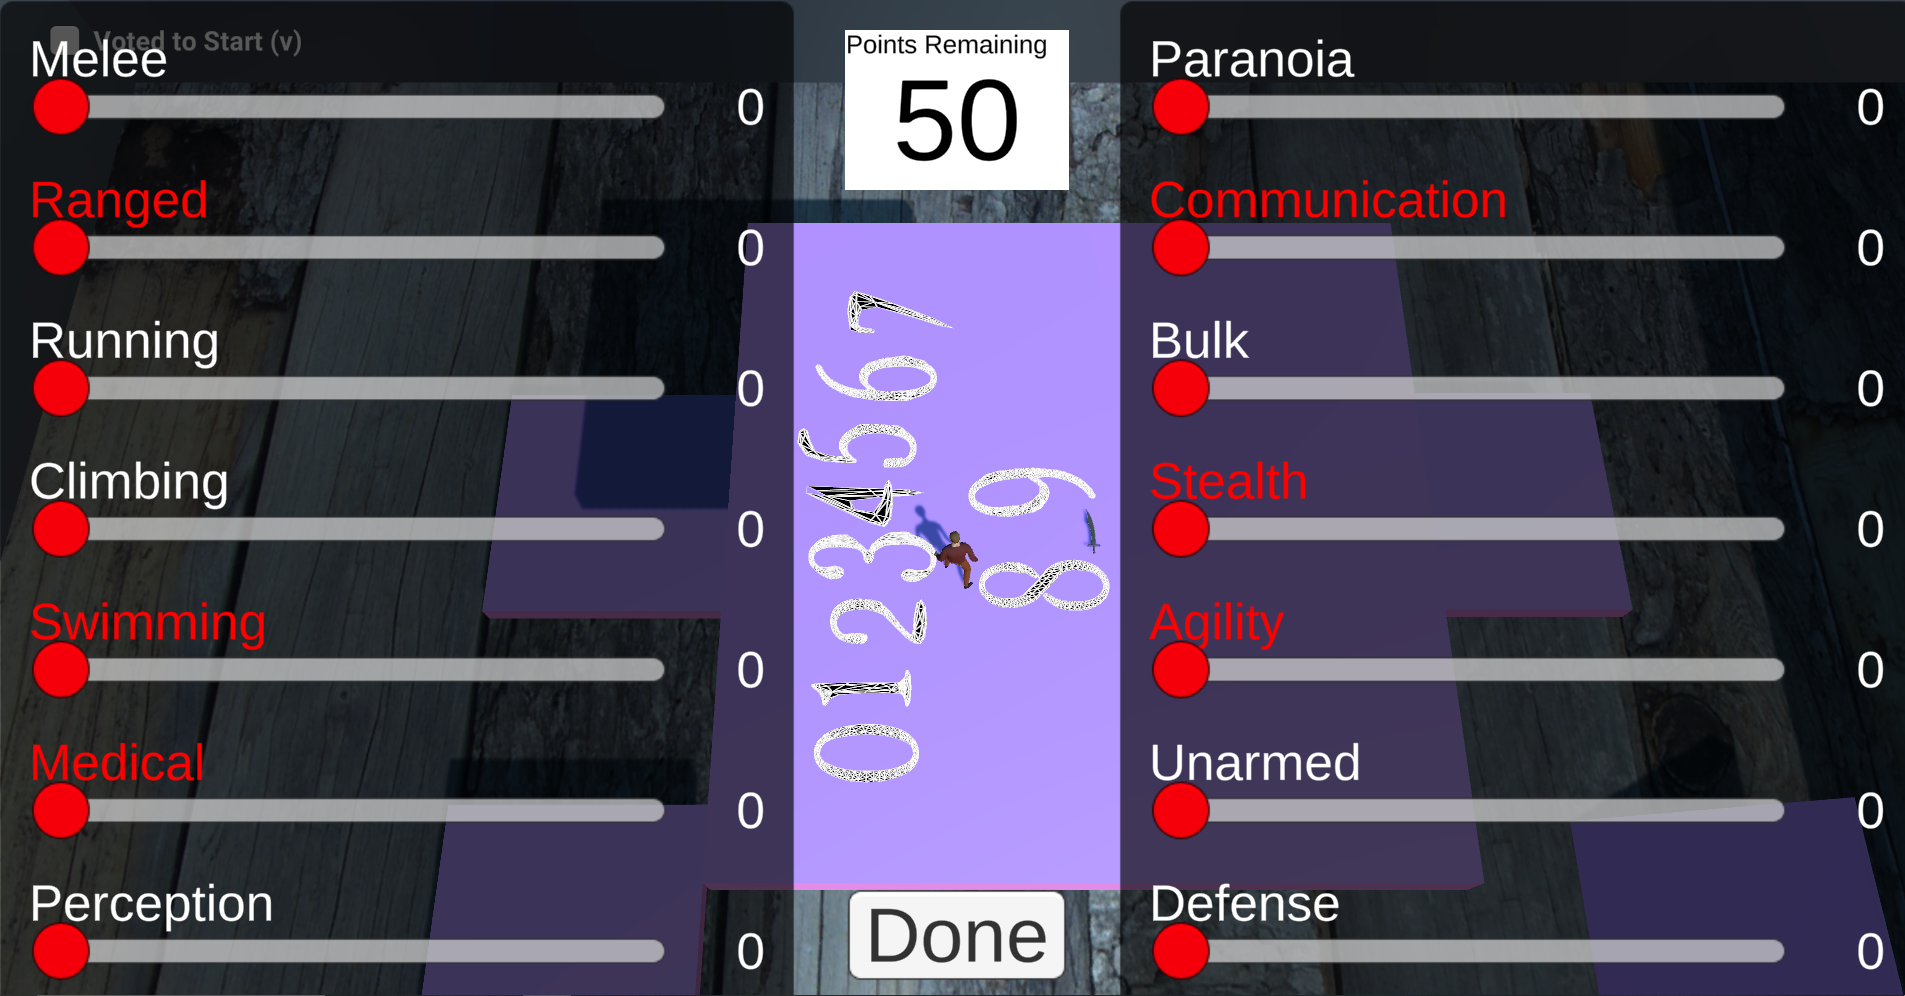 Voted to Start (v)
Melee
0
Ranged
0
Running
0
Climbing
0
Swimming
0
Medical
0
Perception
0
Points Remaining
50
7
6
5
4
3
2
1
0
9
8
Done
Paranoia
0
Communication
0
Bulk
0
Stealth
0
Agility
0
Unarmed
0
Defense
0